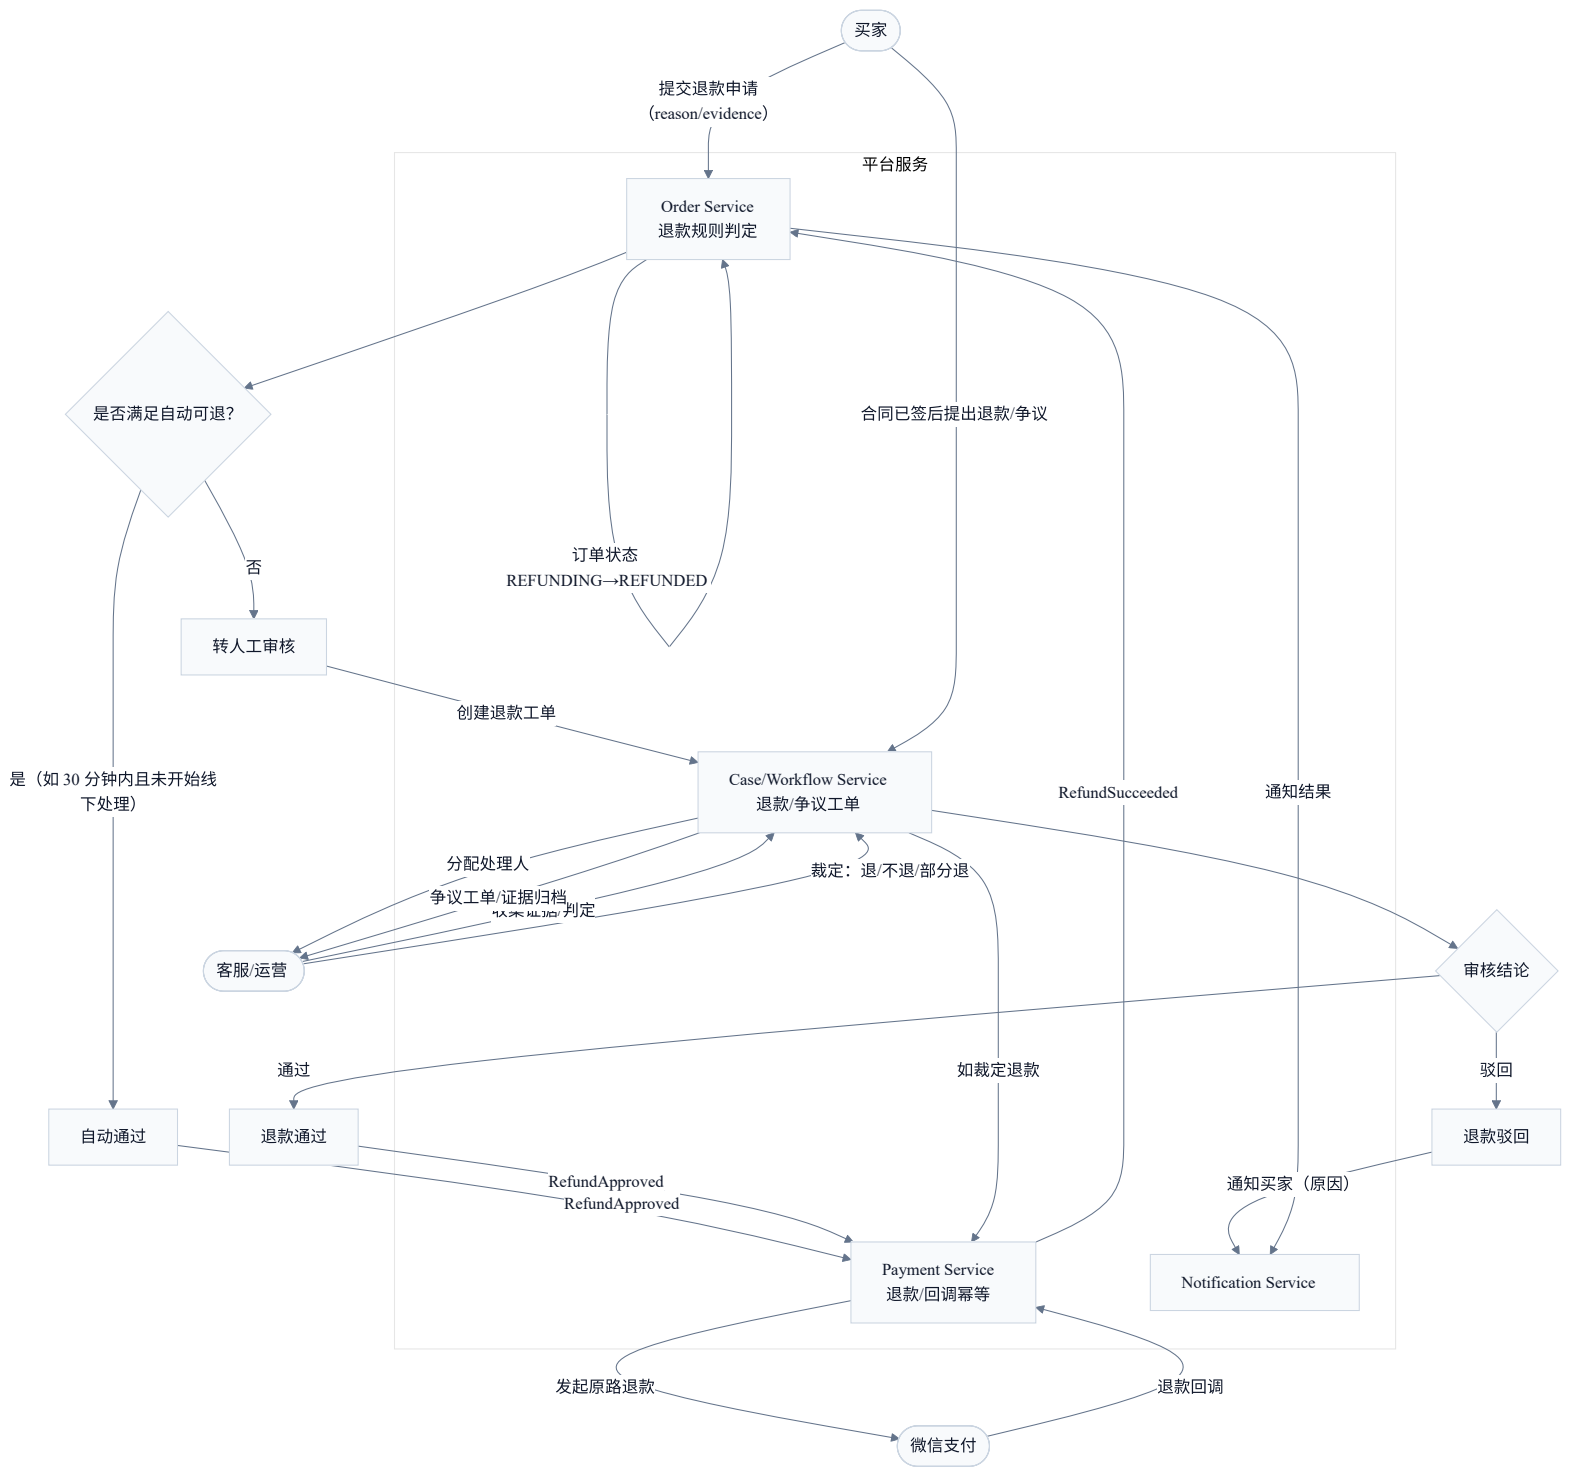 买家
提交退款申请
（reason/evidence）
平台服务
Order Service
退款规则判定
是否满足自动可退？
合同已签后提出退款/争议
订单状态
REFUNDING→REFUNDED
否
转人工审核
创建退款工单
是（如 30 分钟内且未开始线
下处理）
Case/Workflow Service
退款/争议工单
RefundSucceeded
通知结果
分配处理人
裁定：退/不退/部分退
争议工单/证据归档
收集证据/判定
客服/运营
审核结论
通过
如裁定退款
驳回
自动通过
退款通过
退款驳回
RefundApproved
RefundApproved
通知买家（原因）
Payment Service
退款/回调幂等
Notification Service
发起原路退款
退款回调
微信支付